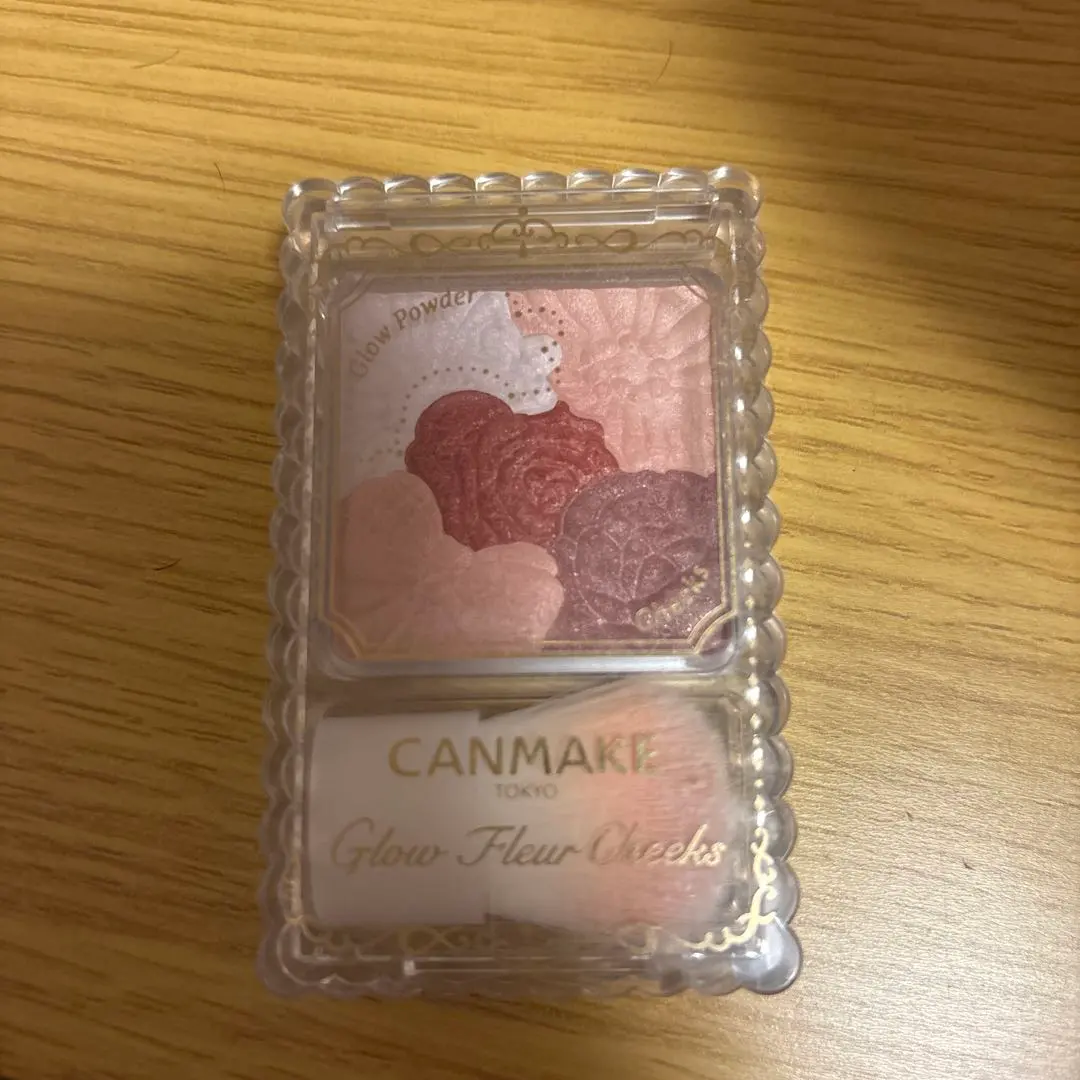 Glow Powder
Cheeks
CANMAKE
TOKYO
Glow Fleur Cheeks